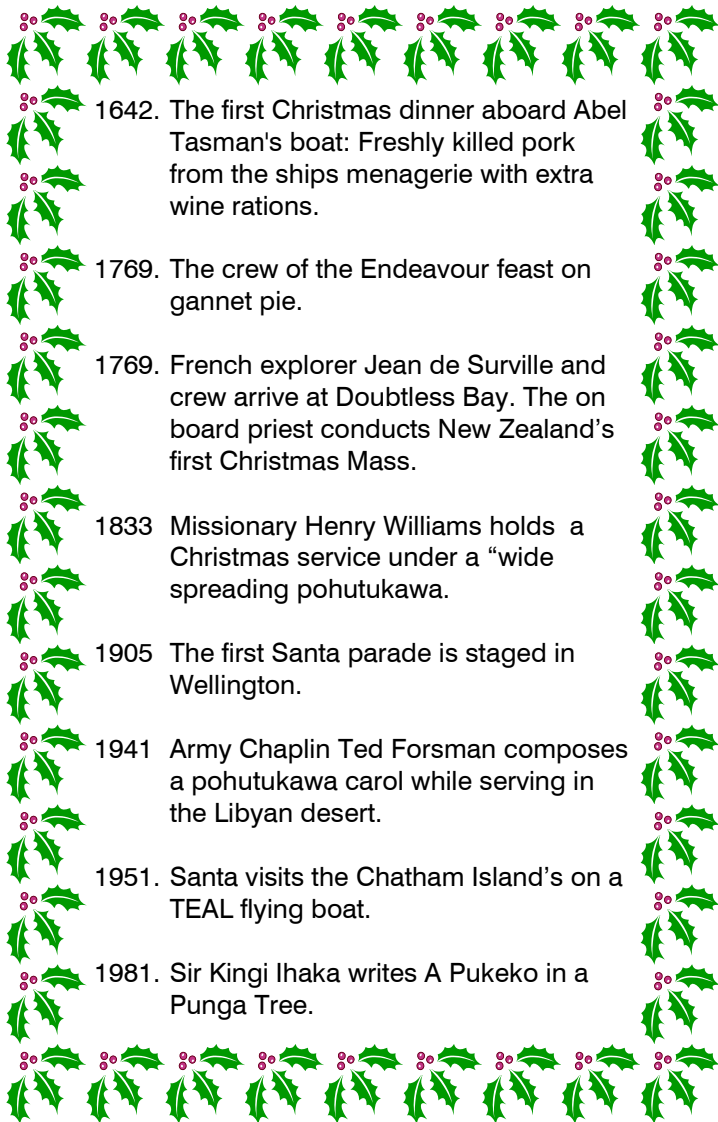 1642. The first Christmas dinner aboard Abel
Tasman's boat: Freshly killed pork
from the ships menagerie with extra
wine rations.
1769. The crew of the Endeavour feast on
gannet pie.
1769. French explorer Jean de Surville and
crew arrive at Doubtless Bay. The on
board priest conducts New Zealand’s
first Christmas Mass.
1833 Missionary Henry Williams holds  a
Christmas service under a “wide
spreading pohutukawa.
1905 The first Santa parade is staged in
Wellington.
1941 Army Chaplin Ted Forsman composes
a pohutukawa carol while serving in
the Libyan desert.
1951. Santa visits the Chatham Island’s on a
TEAL flying boat.
1981. Sir Kingi Ihaka writes A Pukeko in a
Punga Tree.